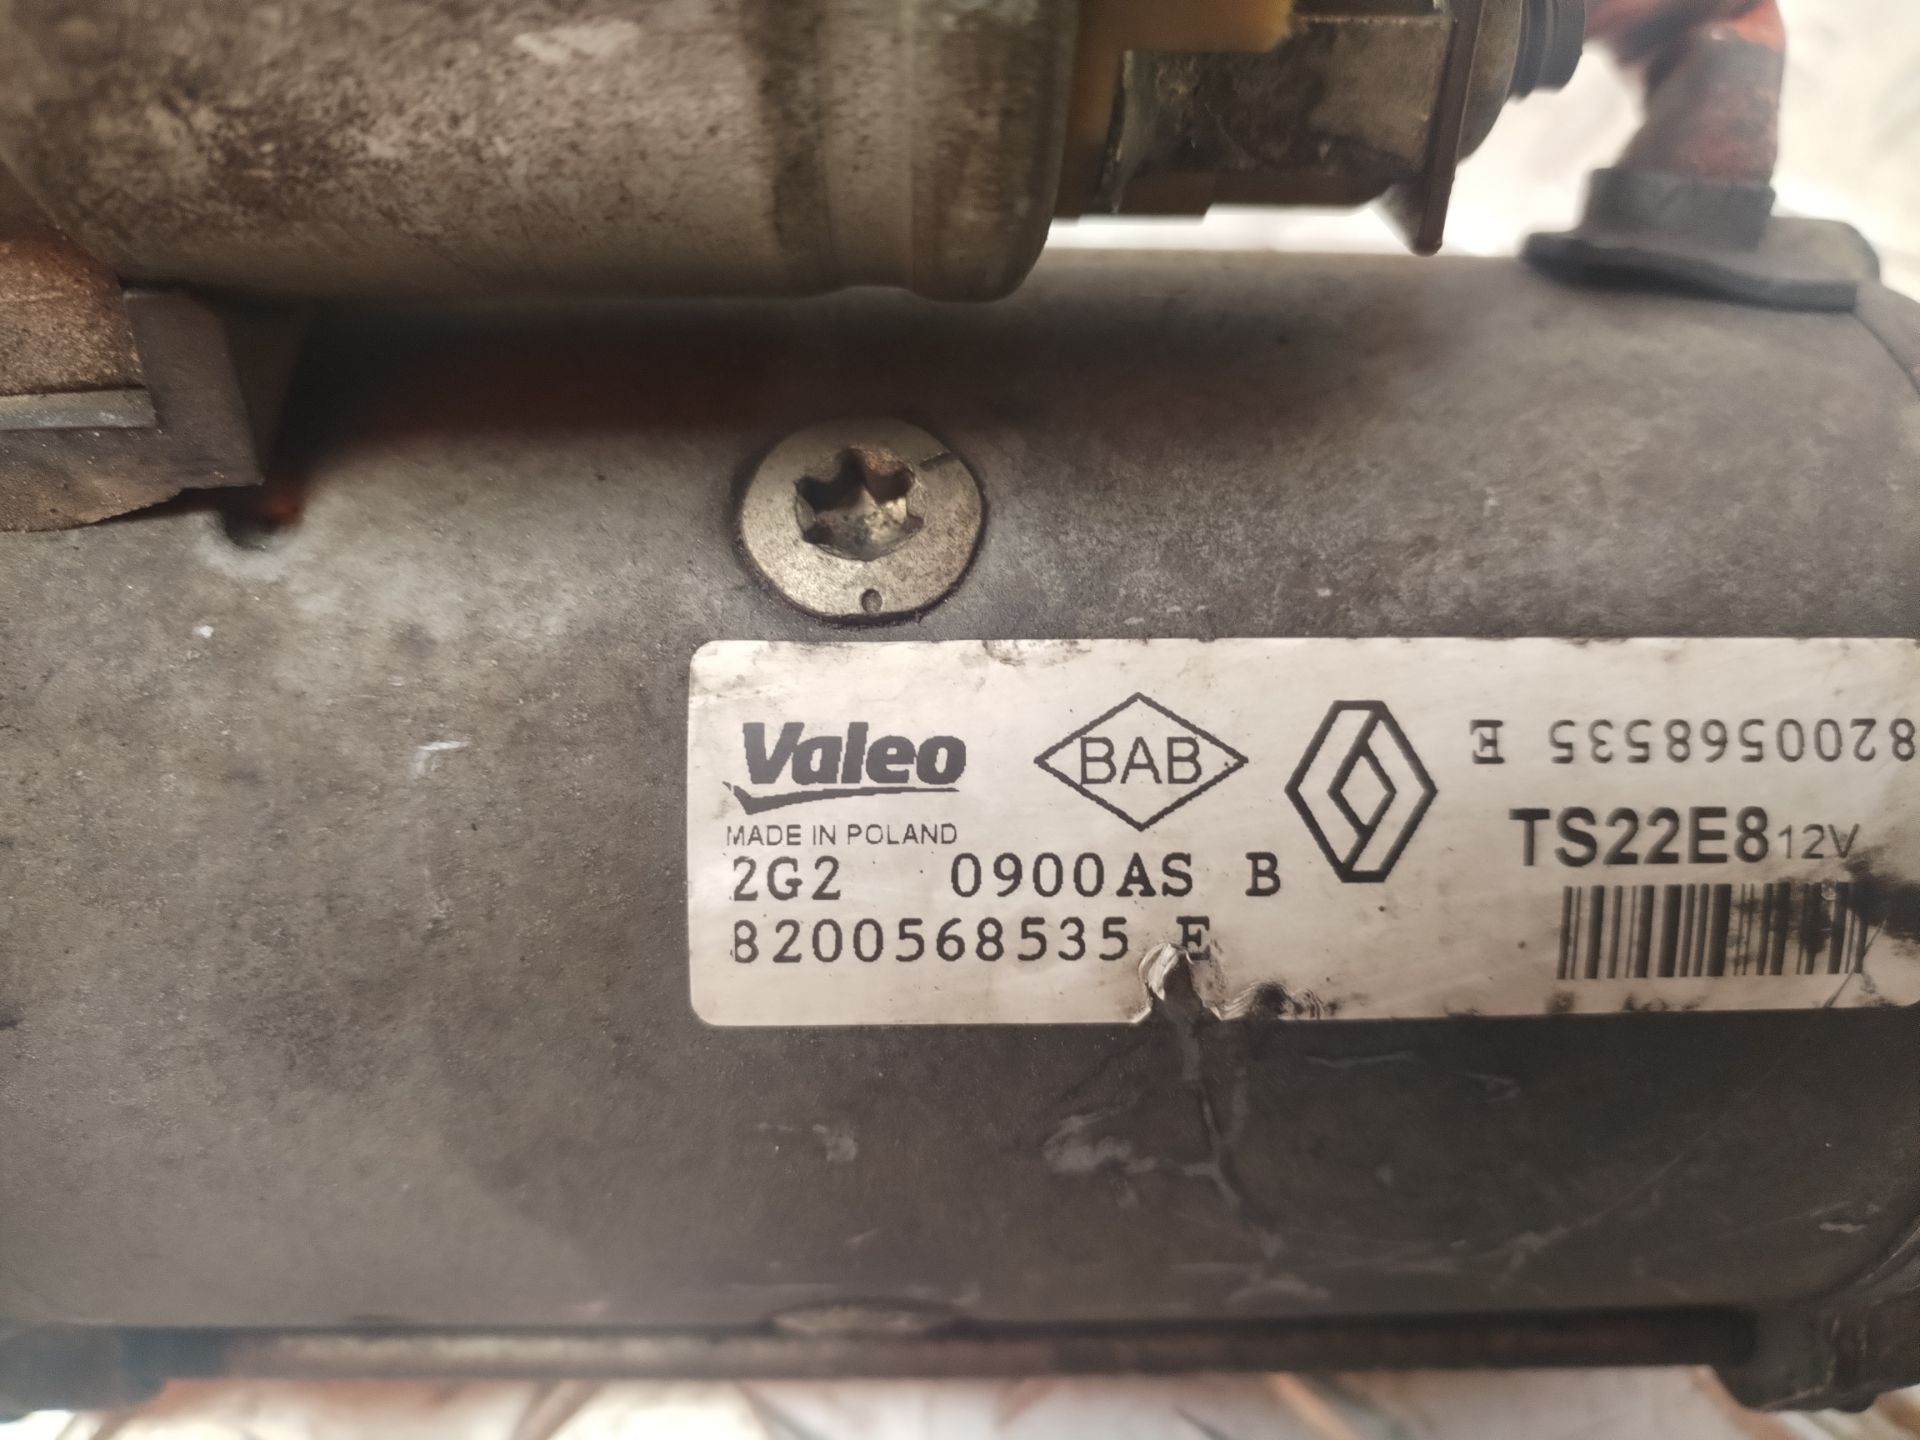 Valeo
MADE IN POLAND
BAB
8200568535 E
TS22E8 12V
2G2 0900AS B
8200568535 E